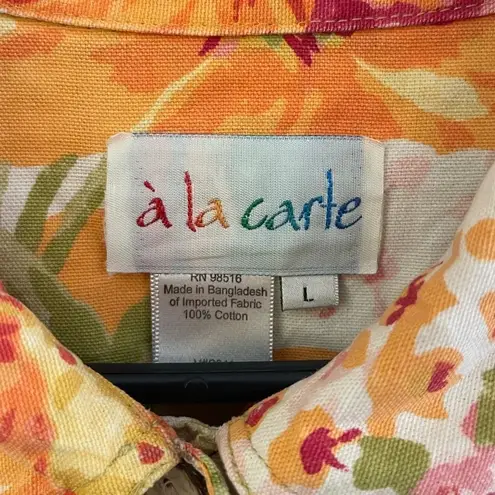 à la carte
RN 98516
Made in Bangladesh
of Imported Fabric
100% Cotton
L